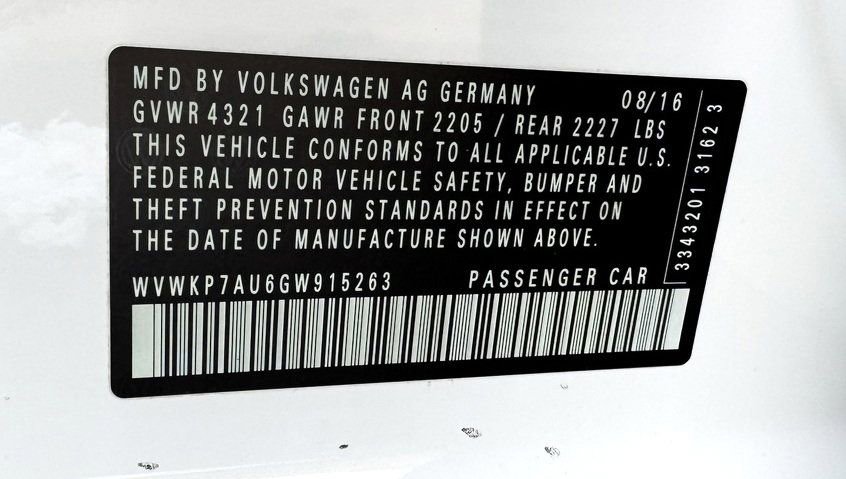 MFD BY VOLKSWAGEN AG GERMANY 08/16
GVWR 4321 GAWR FRONT 2205 / REAR 2227 LBS
THIS VEHICLE CONFORMS TO ALL APPLICABLE U.S.
FEDERAL MOTOR VEHICLE SAFETY, BUMPER AND
THEFT PREVENTION STANDARDS IN EFFECT ON
THE DATE OF MANUFACTURE SHOWN ABOVE.
WVWKP7AU6GW915263 PASSENGER CAR
3343201 3162 3